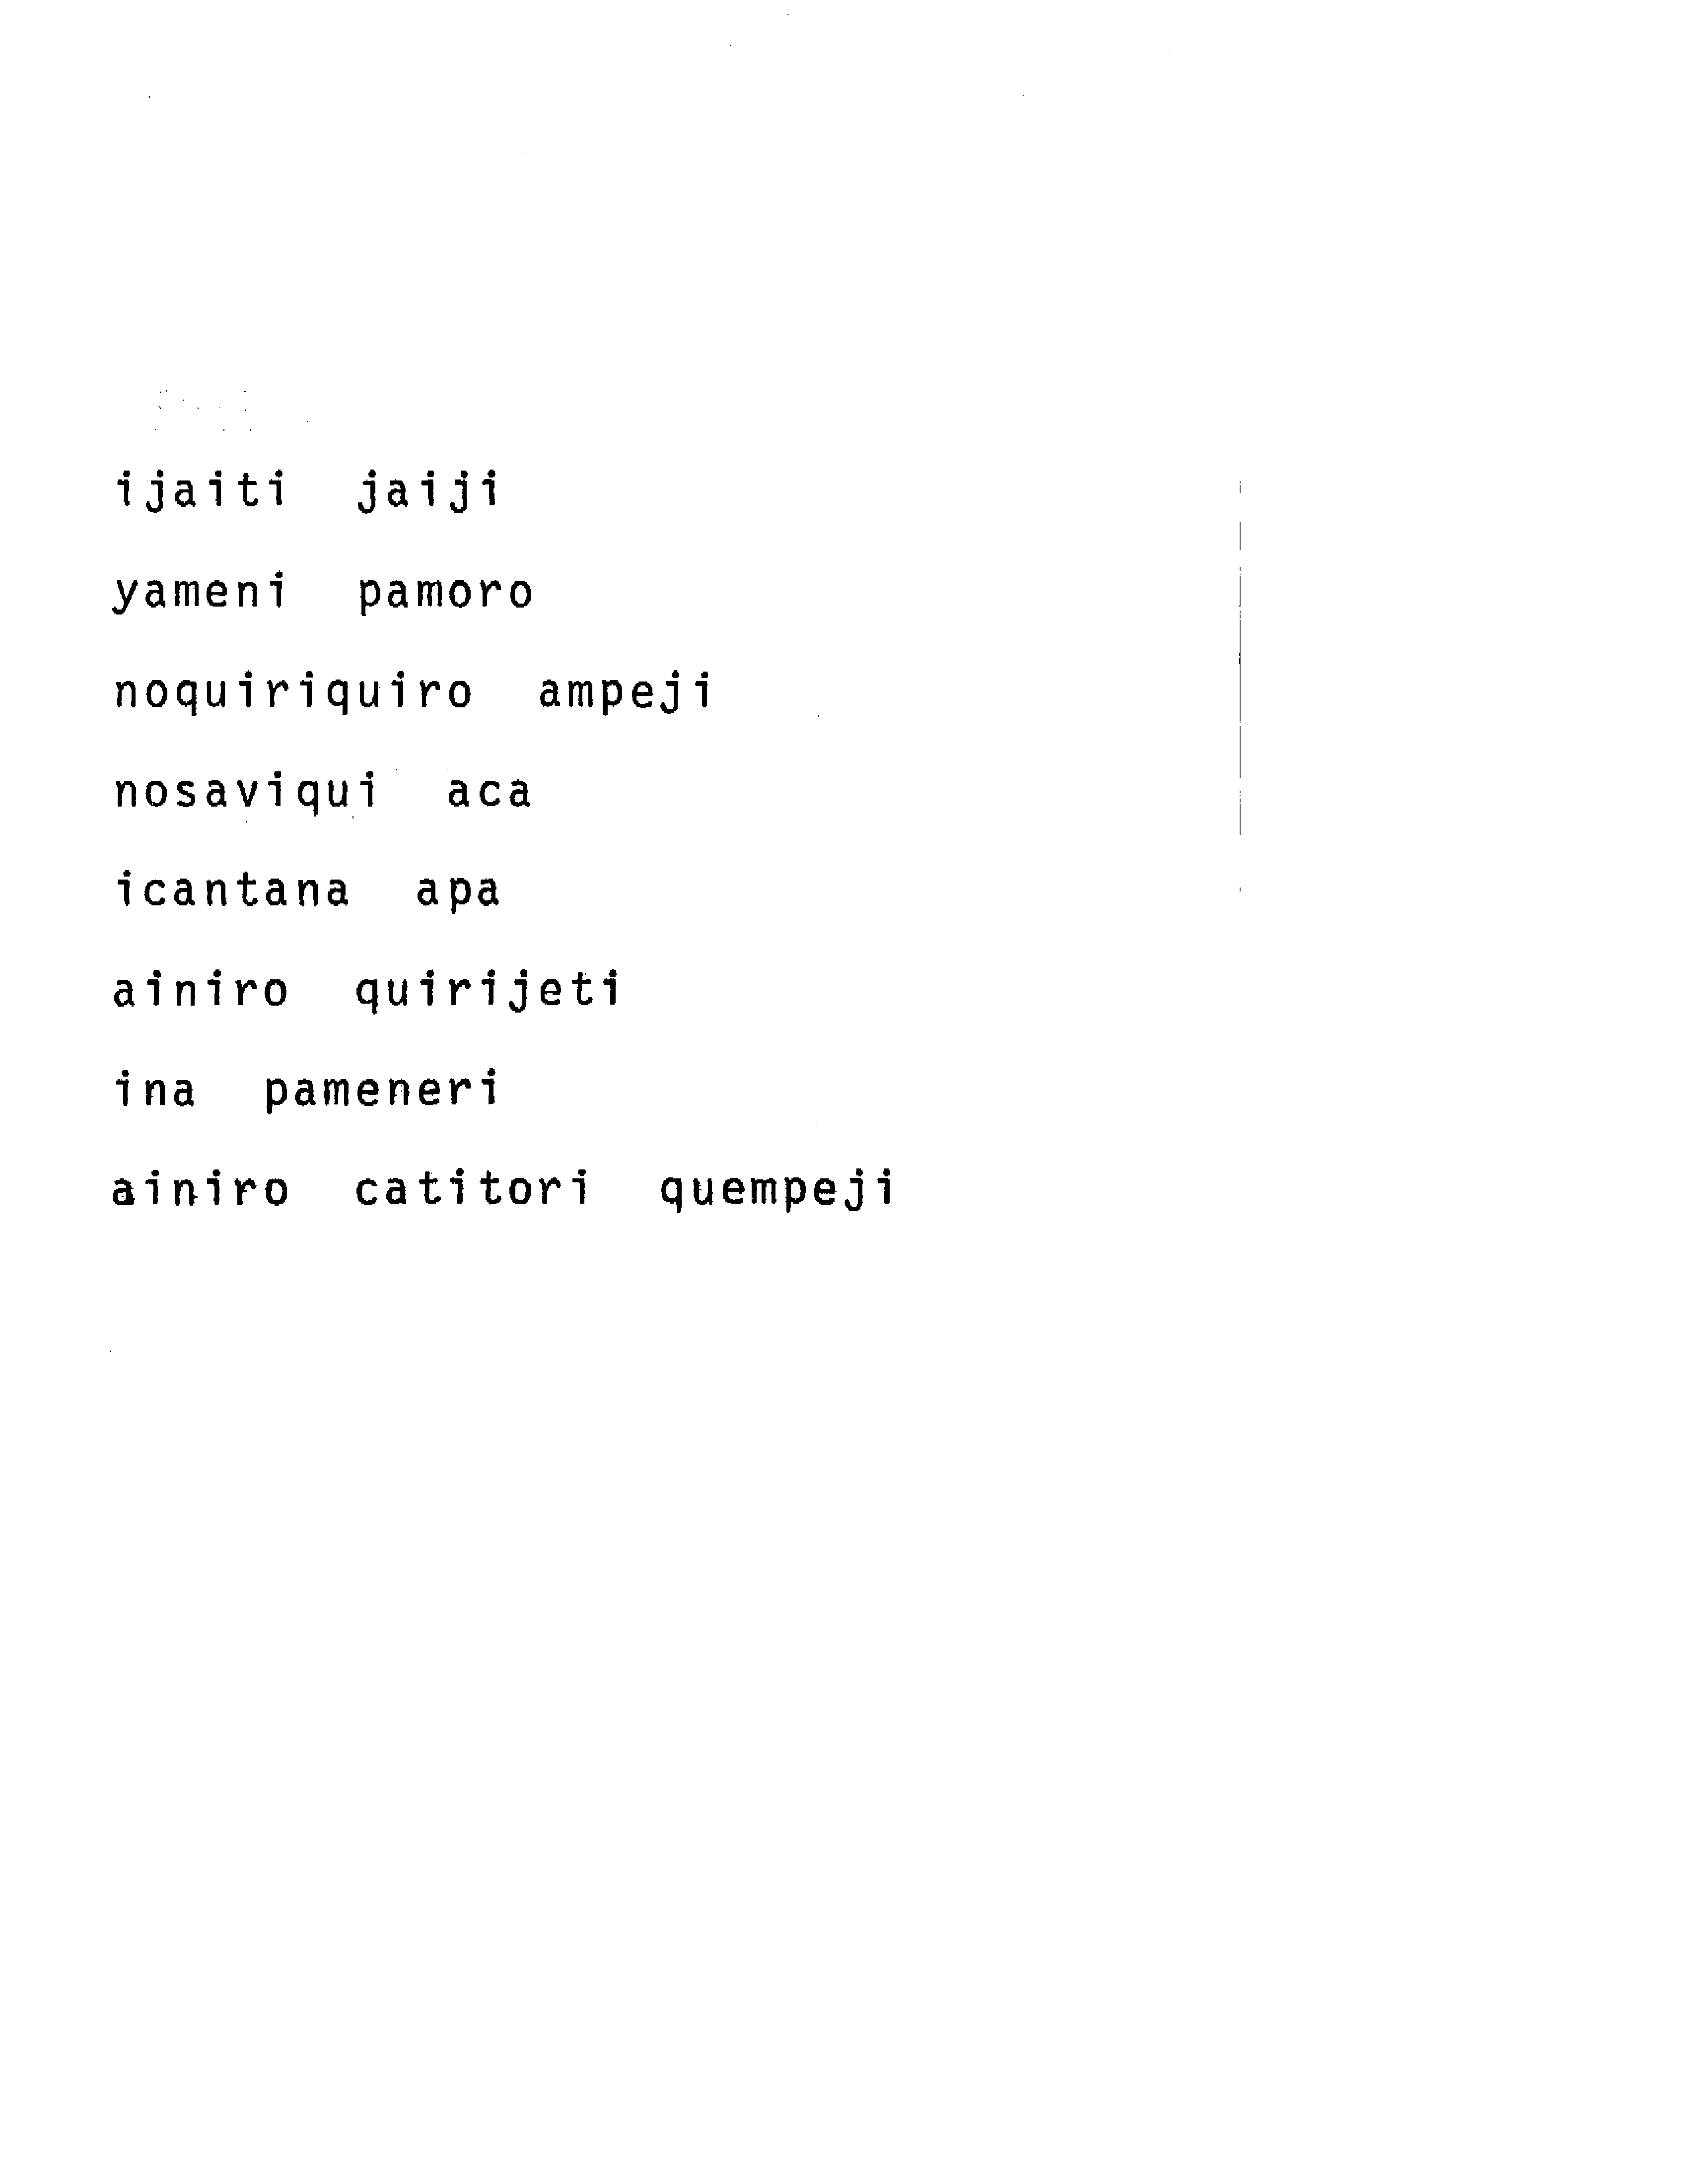 ijaiti jaiji
yameni pamoro
noquiriquiro ampeji
nosaviqui aca
icantana apa
ainiro quirijeti
ina pameneri
ainiro catitori quempeji